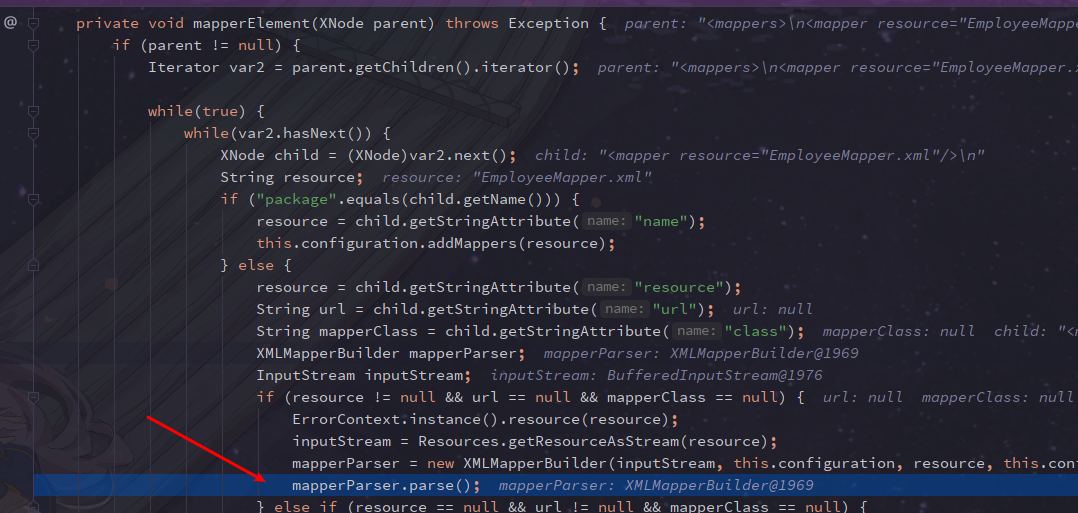 @ private void mapperElement(XNode parent) throws Exception { parent: "<mappers>\n<mapper resource="EmployeeMappe
if (parent != null) {
Iterator var2 = parent.getChildren().iterator(); parent: "<mappers>\n<mapper resource="EmployeeMapper.x
while(true) {
while(var2.hasNext()) {
XNode child = (XNode)var2.next(); child: "<mapper resource="EmployeeMapper.xml"/>\n"
String resource; resource: "EmployeeMapper.xml"
if ("package".equals(child.getName())) {
resource = child.getStringAttribute( name: "name");
this.configuration.addMappers(resource);
} else {
resource = child.getStringAttribute( name: "resource");
String url = child.getStringAttribute( name: "url"); url: null
String mapperClass = child.getStringAttribute( name: "class"); mapperClass: null child: "<m
XMLMapperBuilder mapperParser; mapperParser: XMLMapperBuilder@1969
InputStream inputStream; inputStream: BufferedInputStream@1976
if (resource != null && url == null && mapperClass == null) { url: null mapperClass: null
ErrorContext.instance().resource(resource);
inputStream = Resources.getResourceAsStream(resource);
mapperParser = new XMLMapperBuilder(inputStream, this.configuration, resource, this.con
mapperParser.parse(); mapperParser: XMLMapperBuilder@1969
} else if (resource == null && url != null && mapperClass == null) {